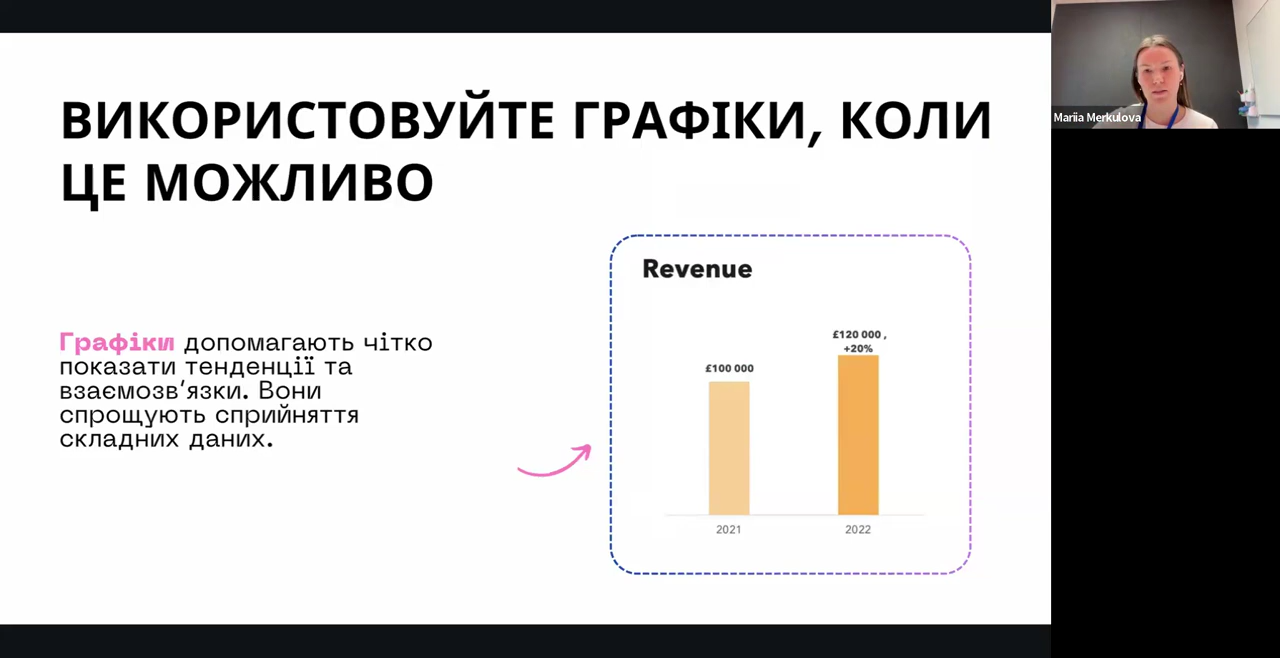 ВИКОРИСТОВУЙТЕ ГРАФІКИ, КОЛИ
ЦЕ МОЖЛИВО
Графіки допомагають чітко
показати тенденції та
взаємозв'язки. Вони
спрощують сприйняття
складних даних.
Revenue
£100 000
£120 000 ,
+20%
2021
2022
Mariia Merkulova